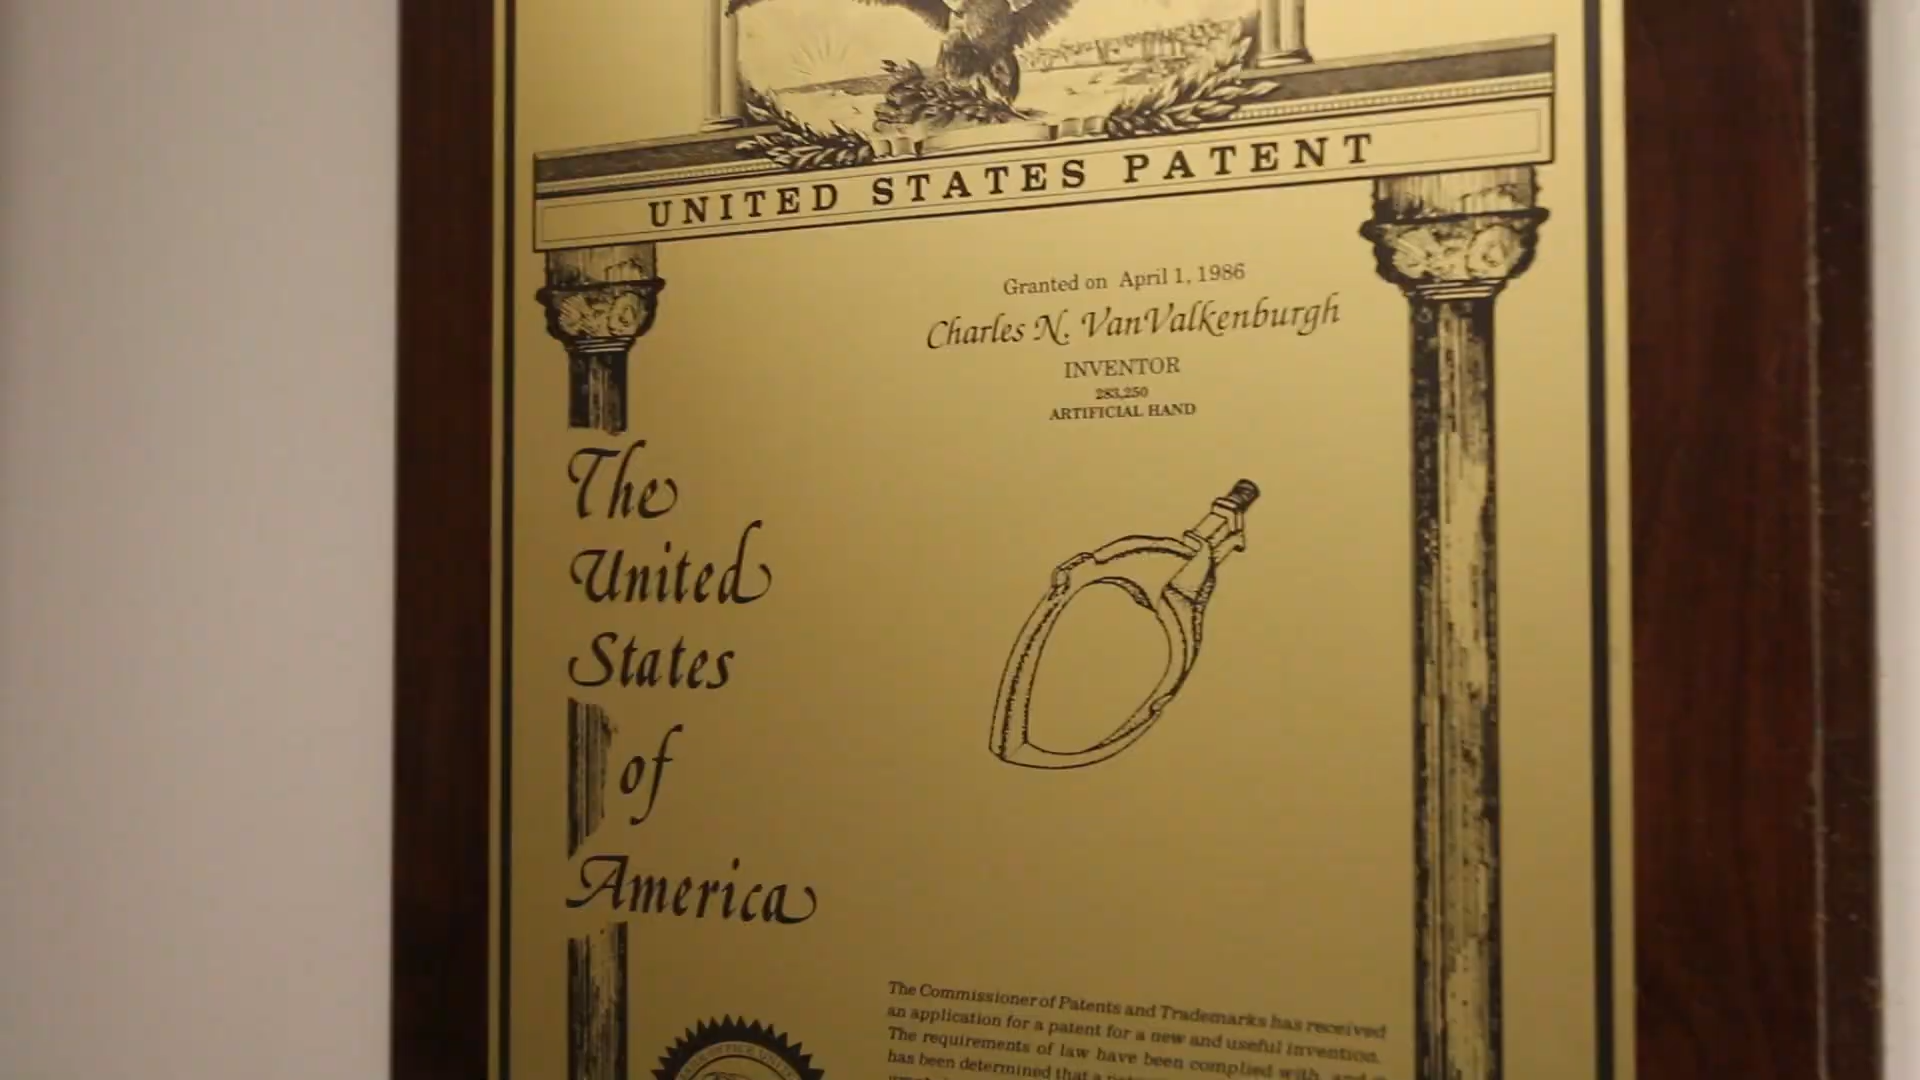 UNITED STATES PATENT
Granted on April 1, 1986
Charles N. VanValkenburgh
INVENTOR
283,250
ARTIFICIAL HAND
The
United
States
of
America
The Commissioner of Patents and Trademarks has received
an application for a patent for a new and useful invention.
The requirements of law have been complied with, and
has been determined that a